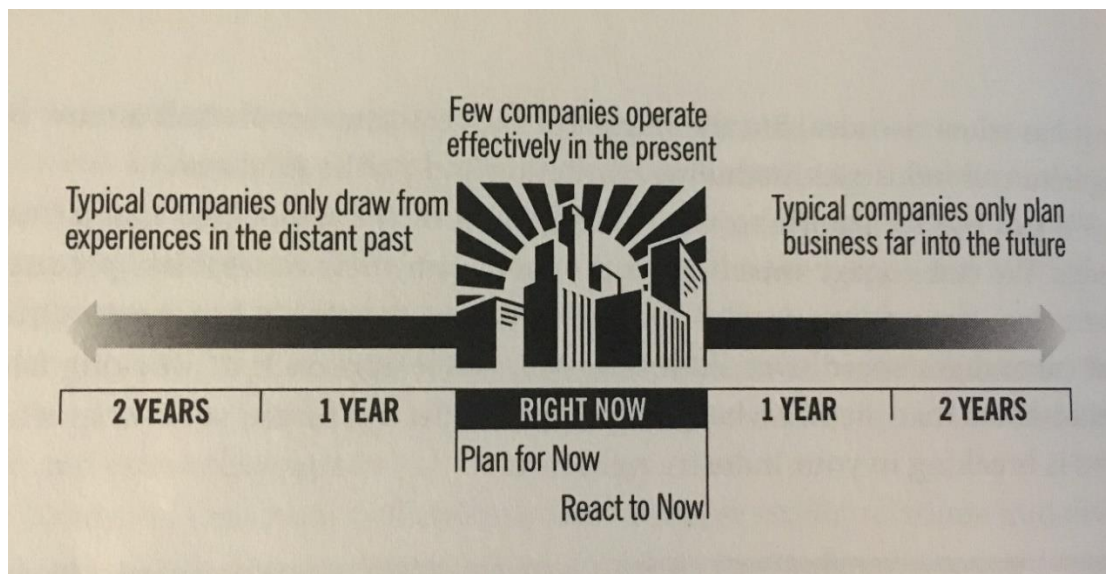 Few companies operate
effectively in the present
Typical companies only draw from
experiences in the distant past
Typical companies only plan
business far into the future
2 YEARS
1 YEAR
RIGHT NOW
1 YEAR
2 YEARS
Plan for Now
React to Now